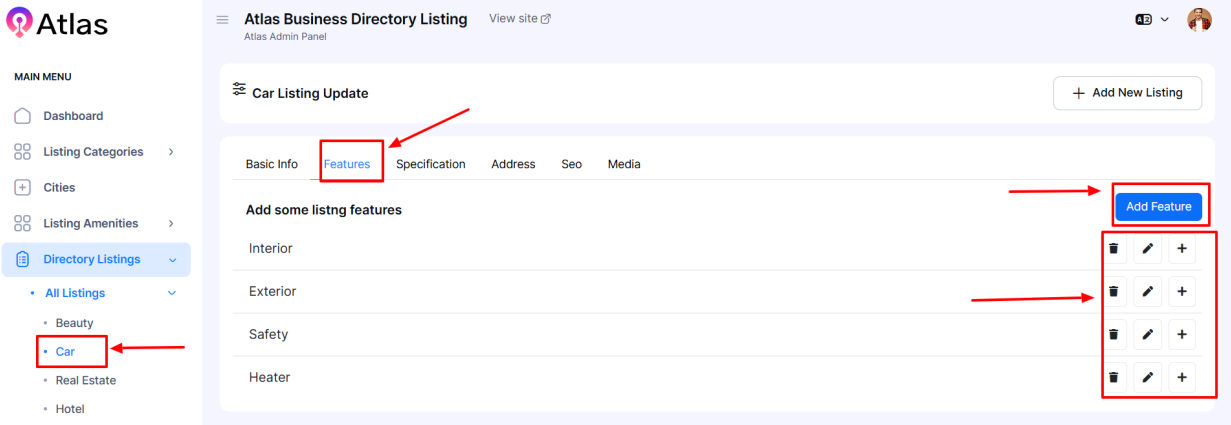 Atlas
MAIN MENU
Dashboard
Listing Categories
Cities
Listing Amenities
Directory Listings
All Listings
Beauty
Car
Real Estate
Hotel
Atlas Business Directory Listing View site
Atlas Admin Panel
Car Listing Update
+ Add New Listing
Basic Info Features Specification Address Seo Media
Add some listng features
Add Feature
Interior
Exterior
Safety
Heater